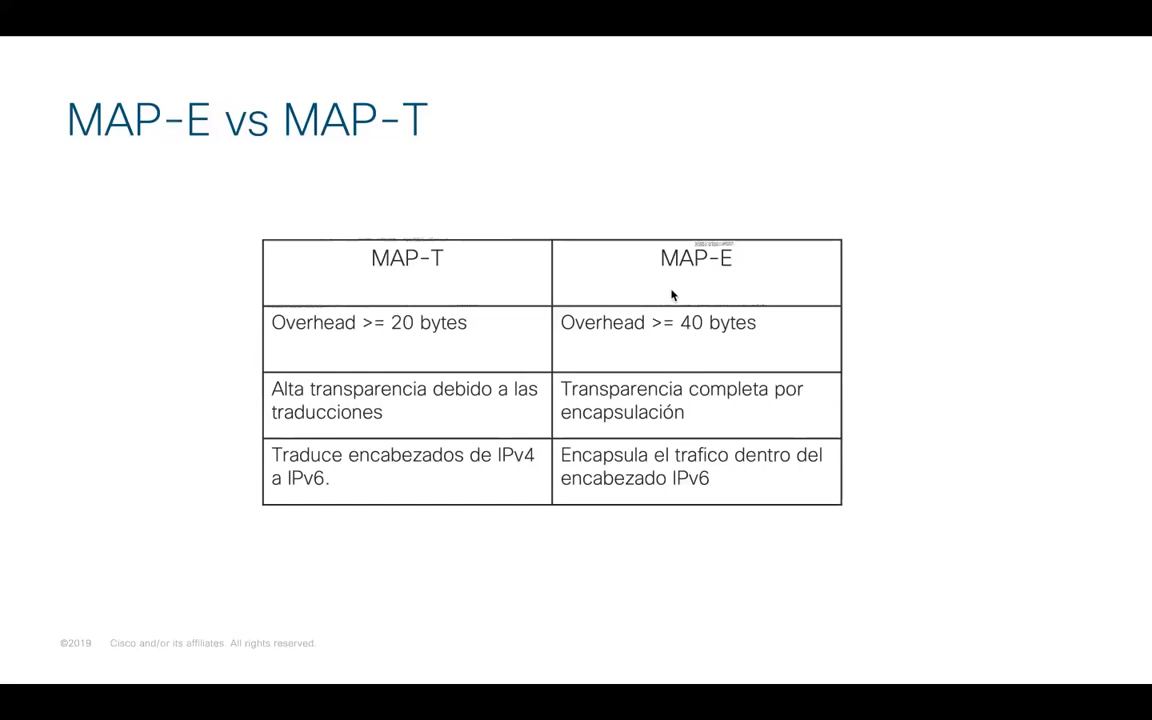 MAP-E vs MAP-T
MAP-T
MAP-E
Overhead >= 20 bytes
Overhead >= 40 bytes
Alta transparencia debido a las
traducciones
Transparencia completa por
encapsulación
Traduce encabezados de IPv4
a IPv6.
Encapsula el trafico dentro del
encabezado IPv6
©2019 Cisco and/or its affiliates. All rights reserved.